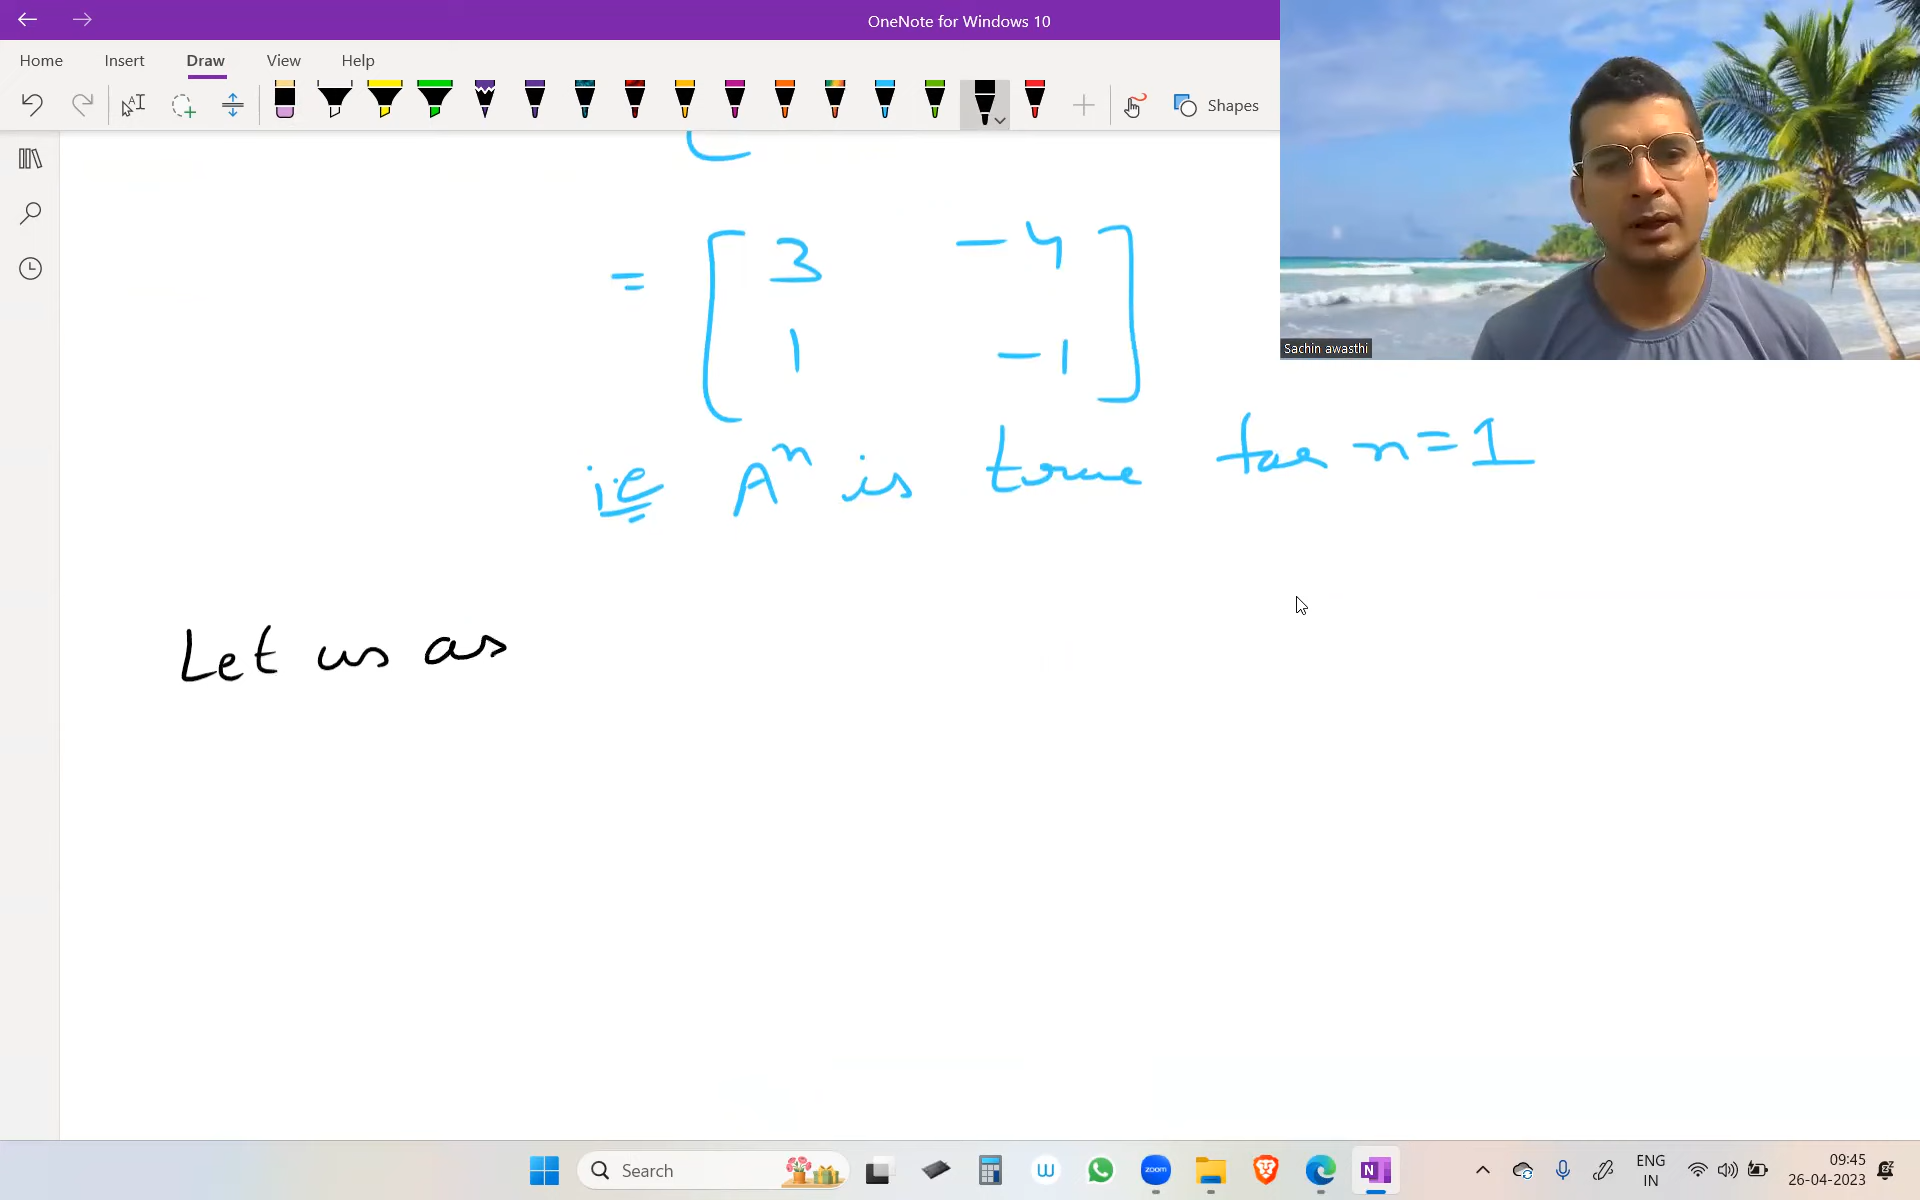 OneNote for Windows 10
Home Insert Draw View Help
Shapes
= [ 3 -4
1 -1 ]
Sachin awasthi
i.e Aⁿ is true for n=1
Let us as
Search
W
zoom
N
ENG
IN
09:45
26-04-2023